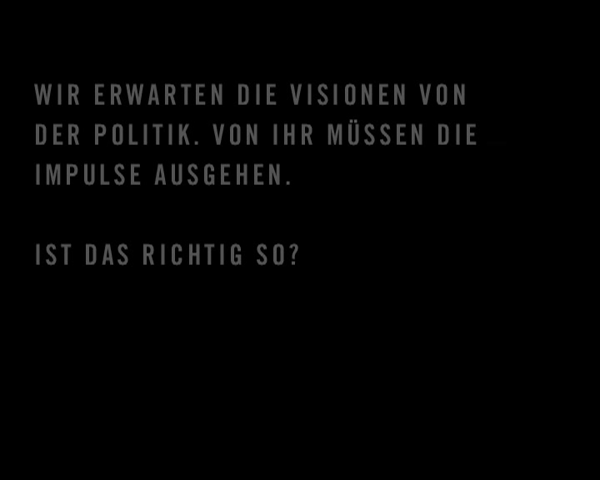 WIR ERWARTEN DIE VISIONEN VON
DER POLITIK. VON IHR MÜSSEN DIE
IMPULSE AUSGEHEN.
IST DAS RICHTIG SO?